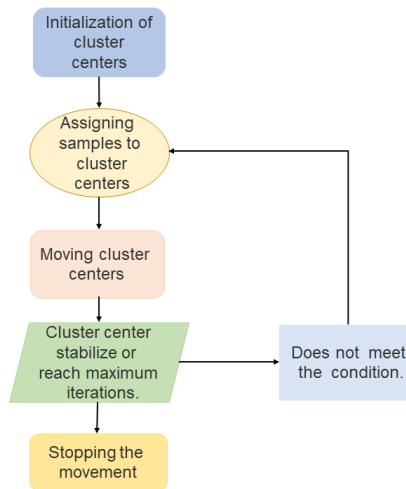 Initialization of
cluster
centers
Assigning
samples to
cluster
centers
Moving cluster
centers
Cluster center
stabilize or
reach maximum
iterations.
Does not meet
the condition.
Stopping the
movement